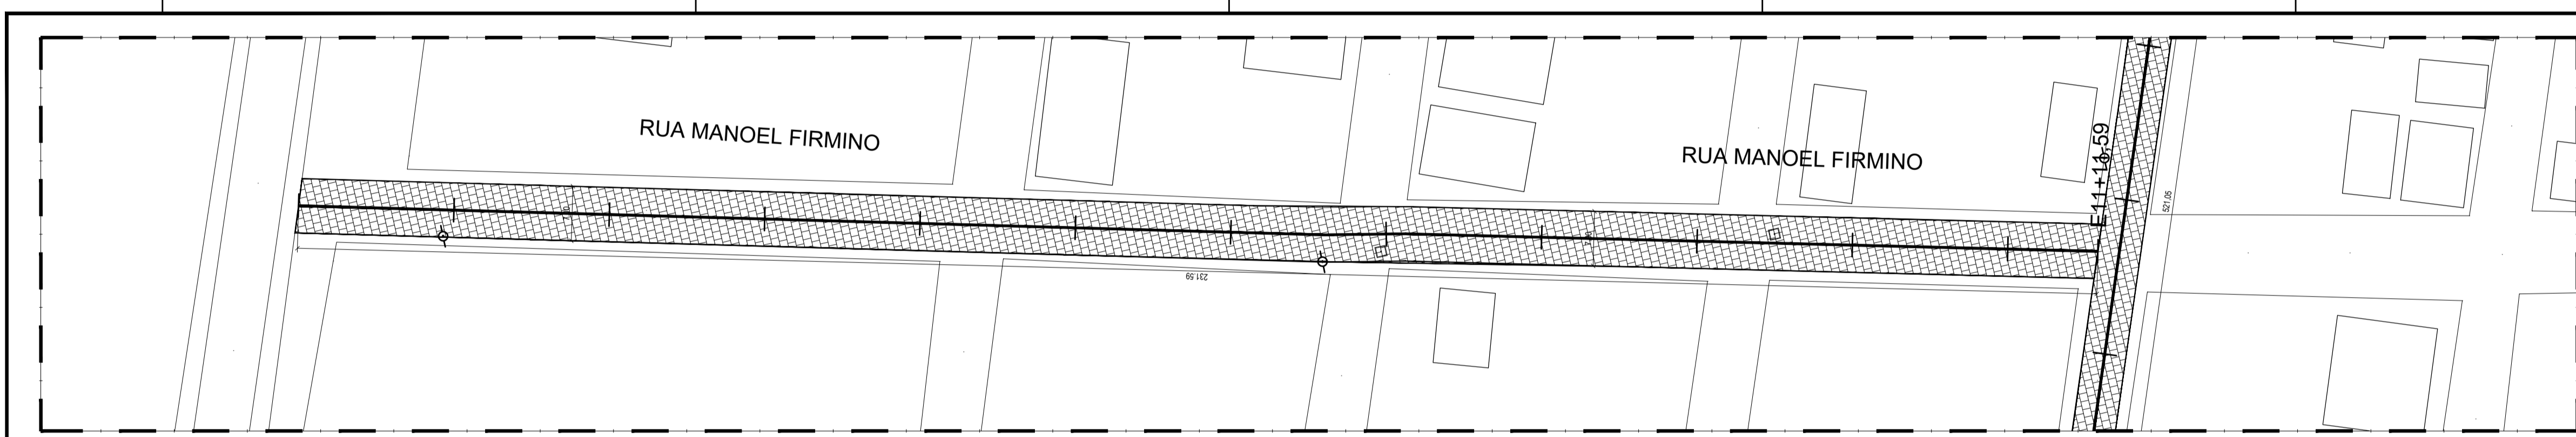 RUA MANOEL FIRMINO
RUA MANOEL FIRMINO
E11+11,59
521,05
231.59